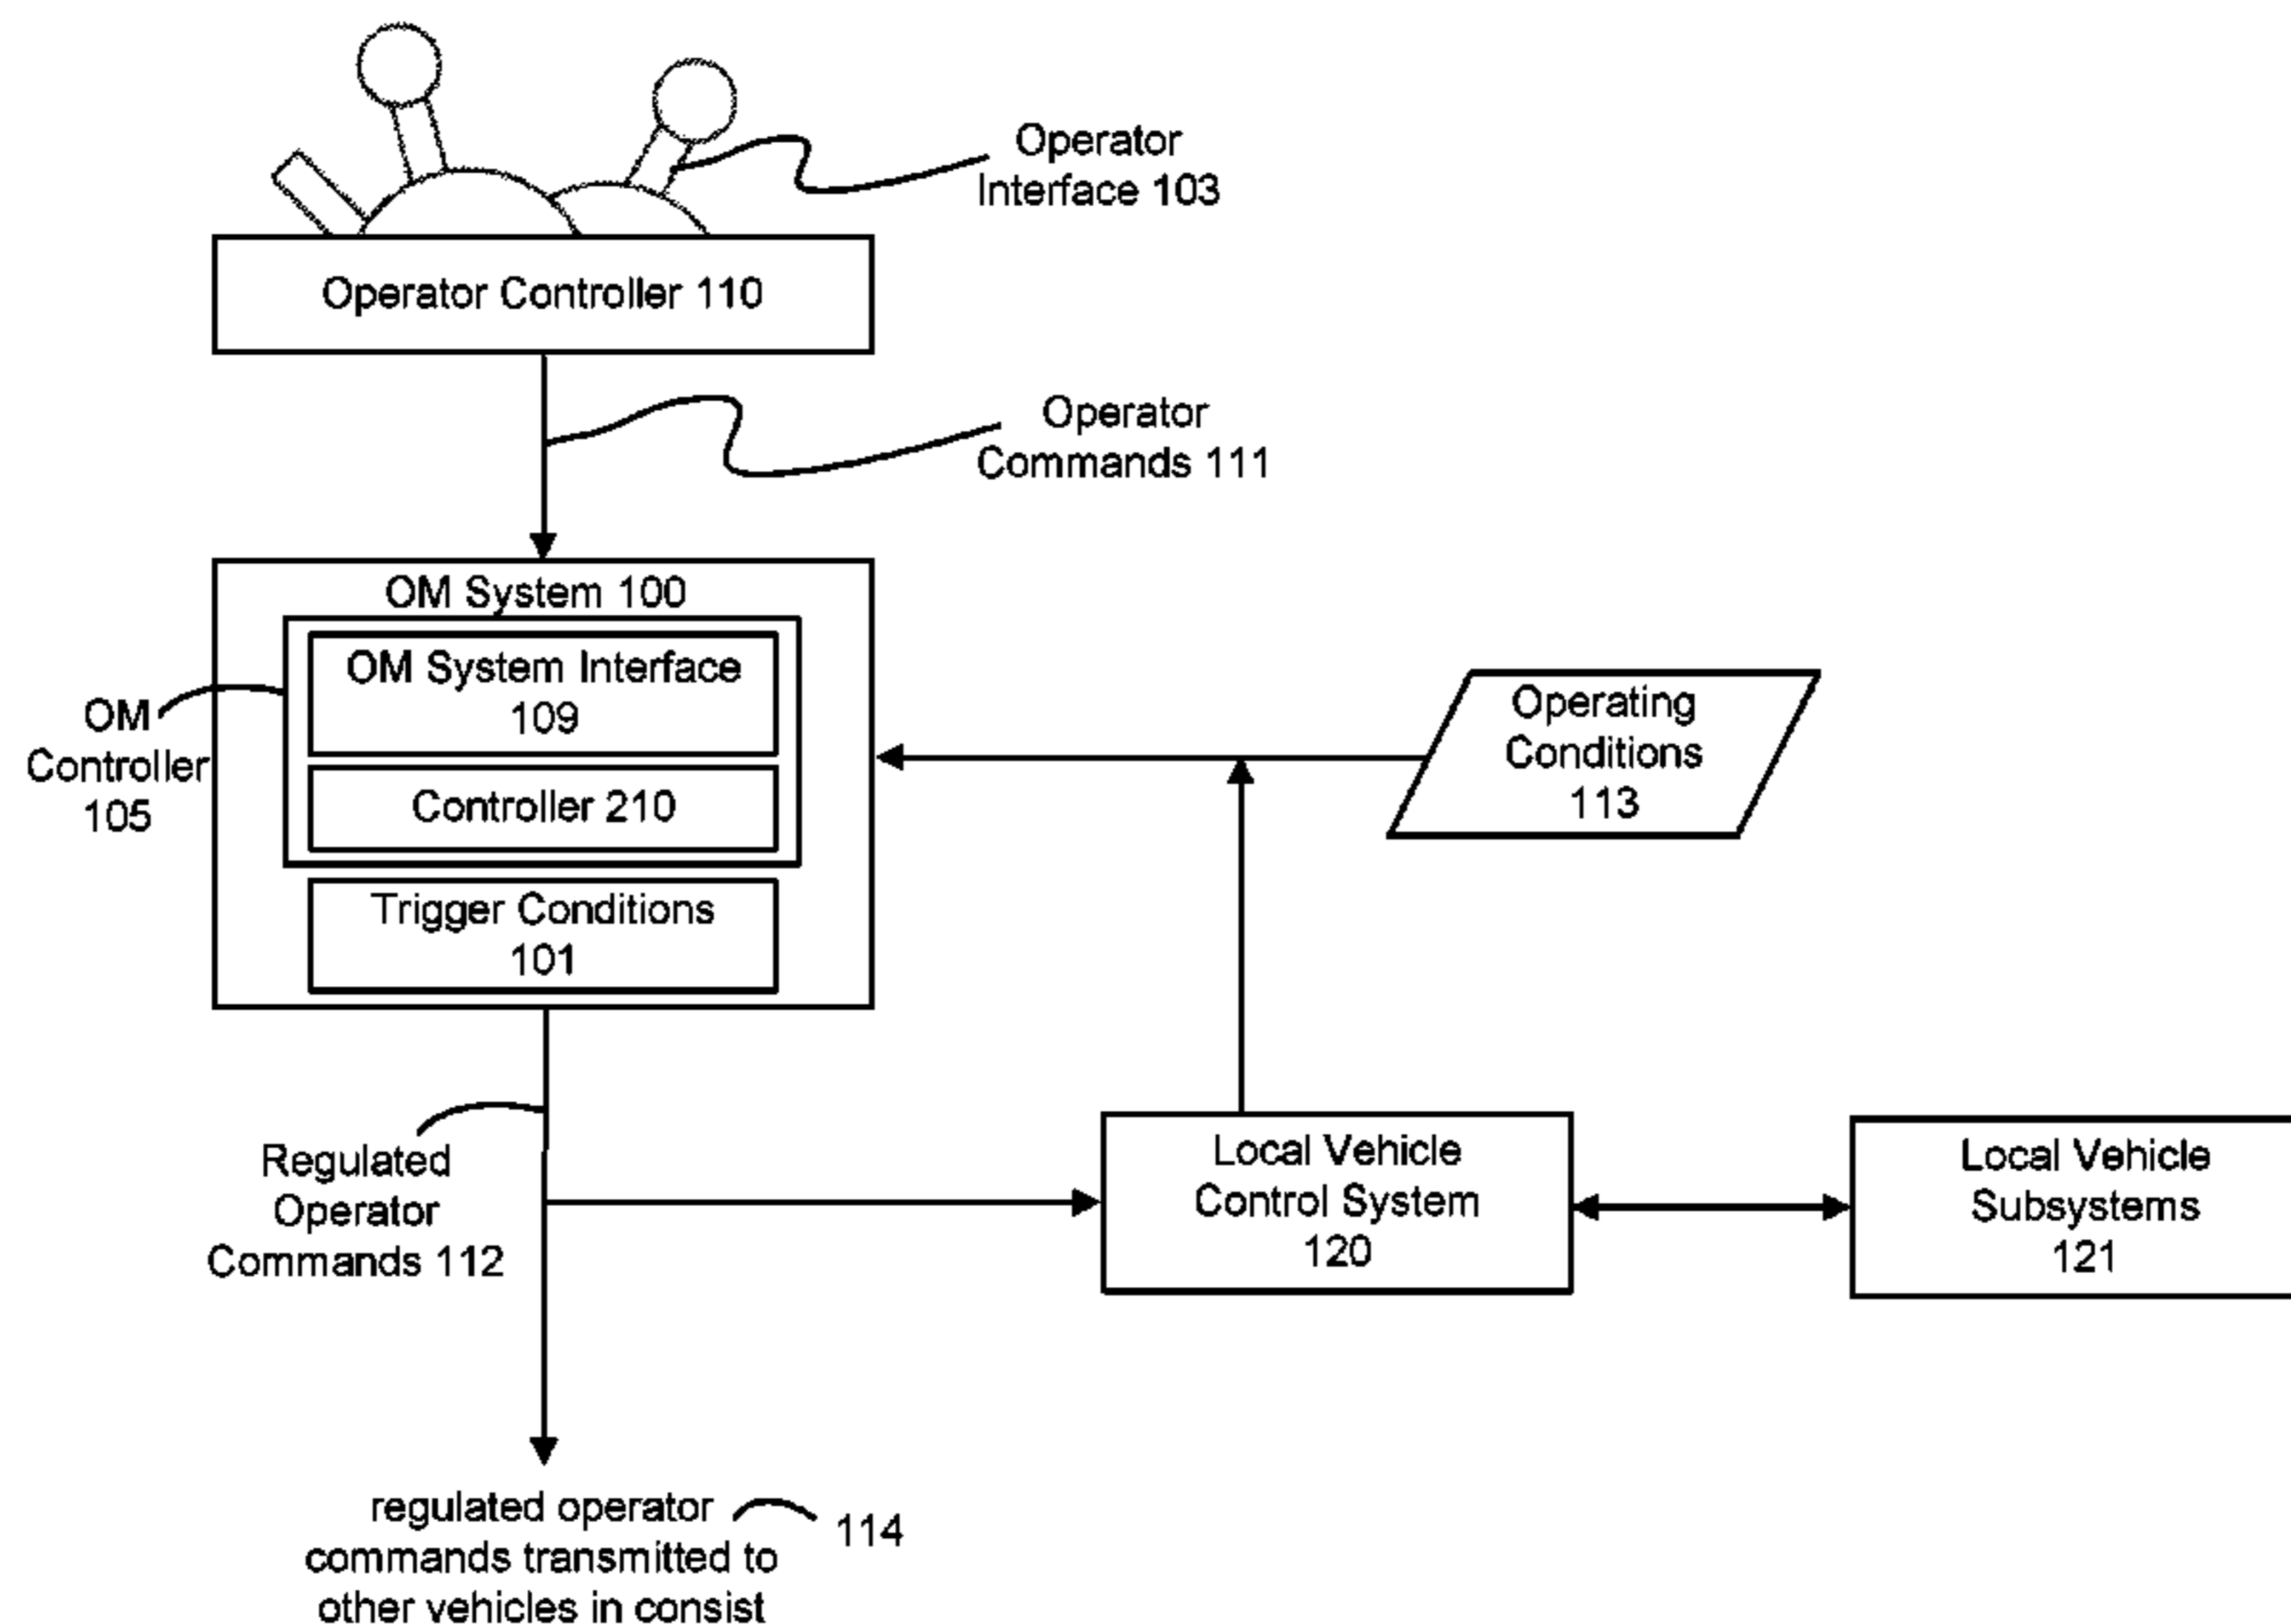 Operator
Interface 103
Operator Controller 110
Operator
Commands 111
OM System 100
OM System Interface
109
OM
Controller
105
Controller 210
Trigger Conditions
101
Operating
Conditions
113
Regulated
Operator
Commands 112
Local Vehicle
Control System
120
Local Vehicle
Subsystems
121
regulated operator
commands transmitted to
other vehicles in consist
114